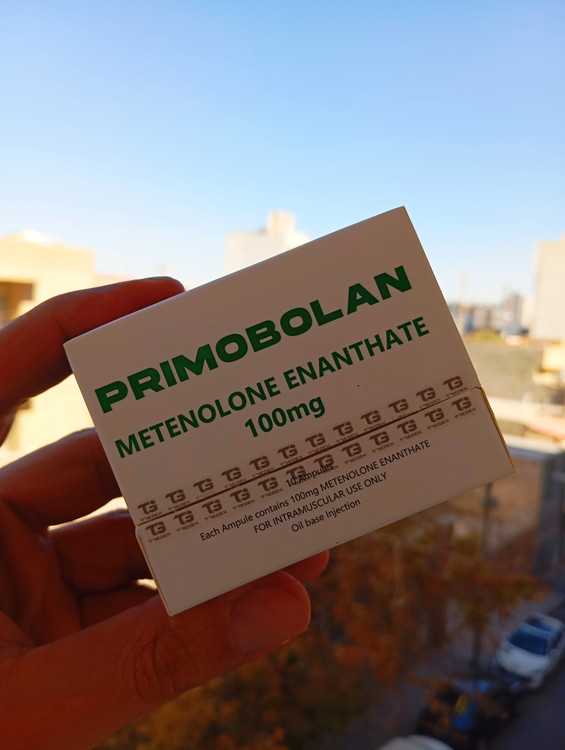 PRIMOBOLAN
METENOLONE ENANTHATE
100mg
10 Ampules
Each Ampule contains 100mg METENOLONE ENANTHATE
FOR INTRAMUSCULAR USE ONLY
Oil base Injection